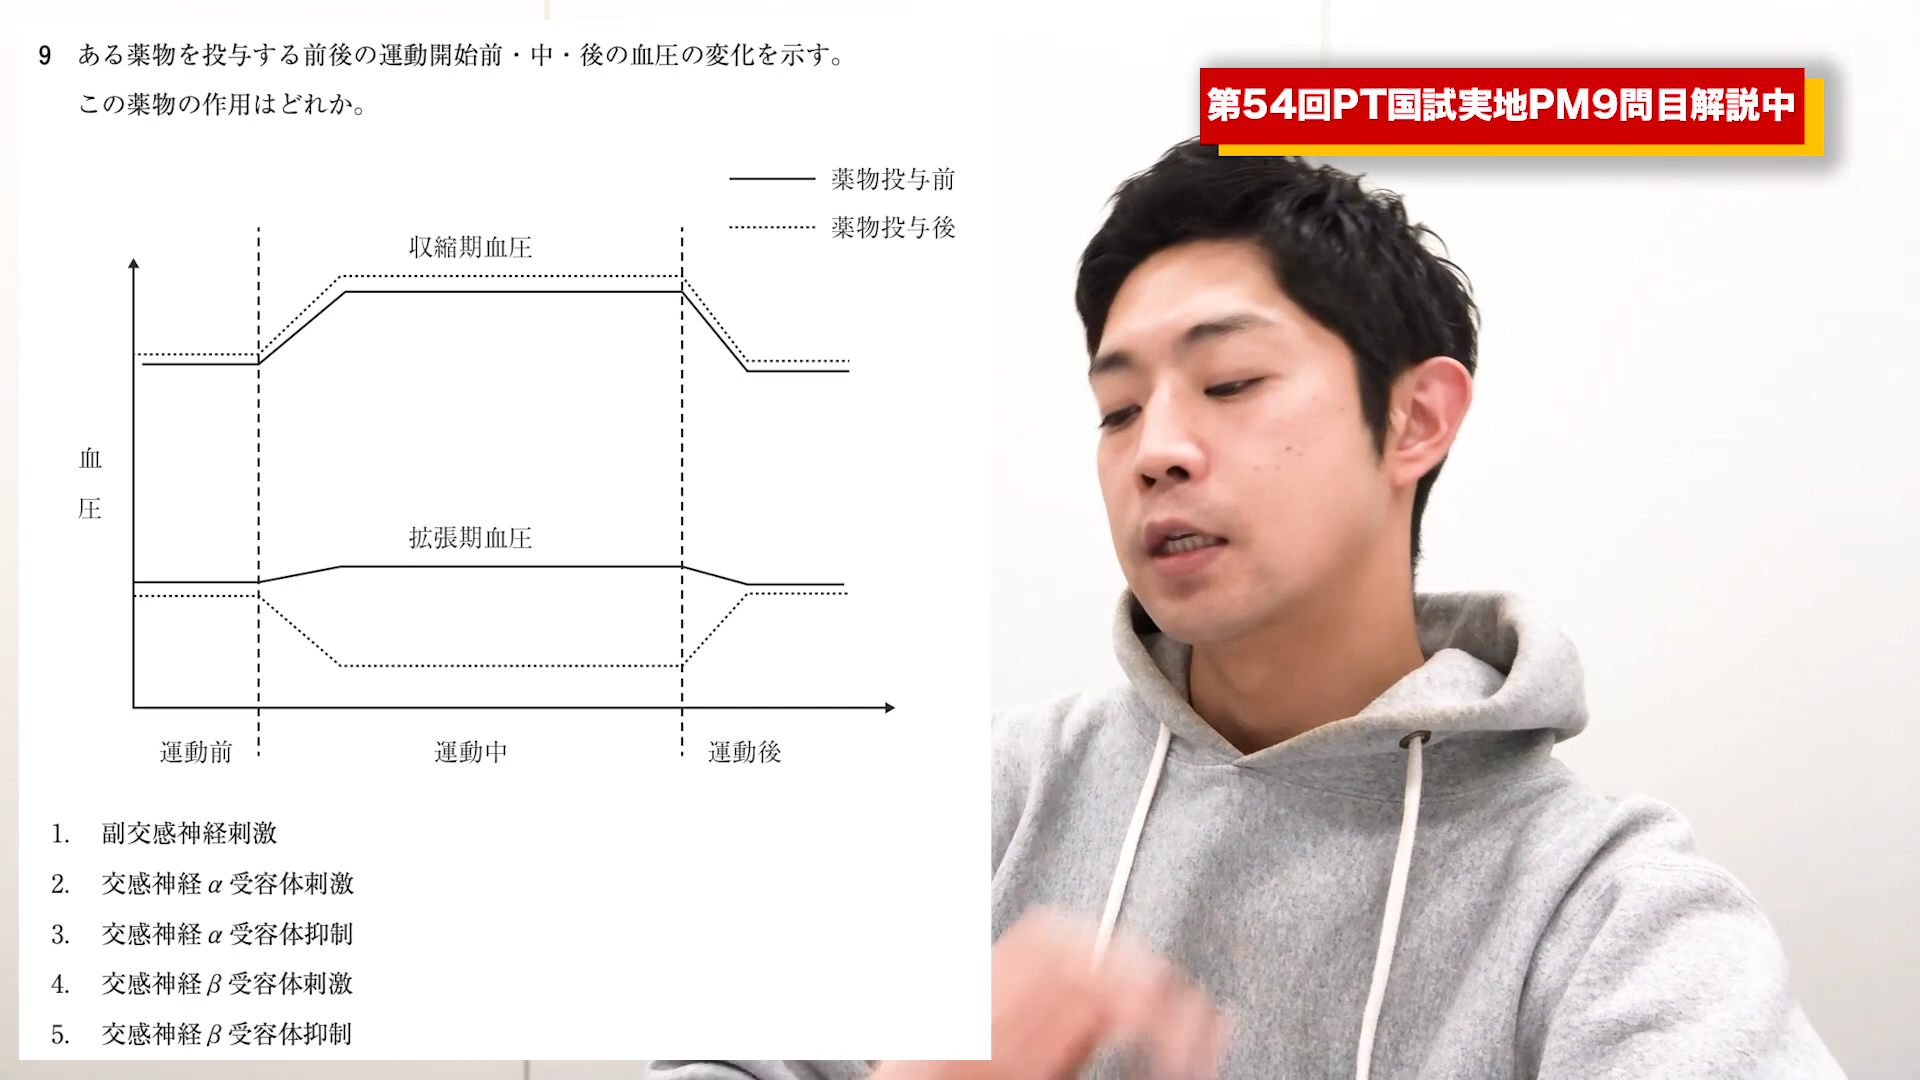 9 ある薬物を投与する前後の運動開始前・中・後の血圧の変化を示す。
この薬物の作用はどれか。
第54回PT国試実地PM9問目解説中
薬物投与前
薬物投与後
収縮期血圧
血圧
拡張期血圧
運動前 運動中 運動後
1. 副交感神経刺激
2. 交感神経α受容体刺激
3. 交感神経α受容体抑制
4. 交感神経β受容体刺激
5. 交感神経β受容体抑制